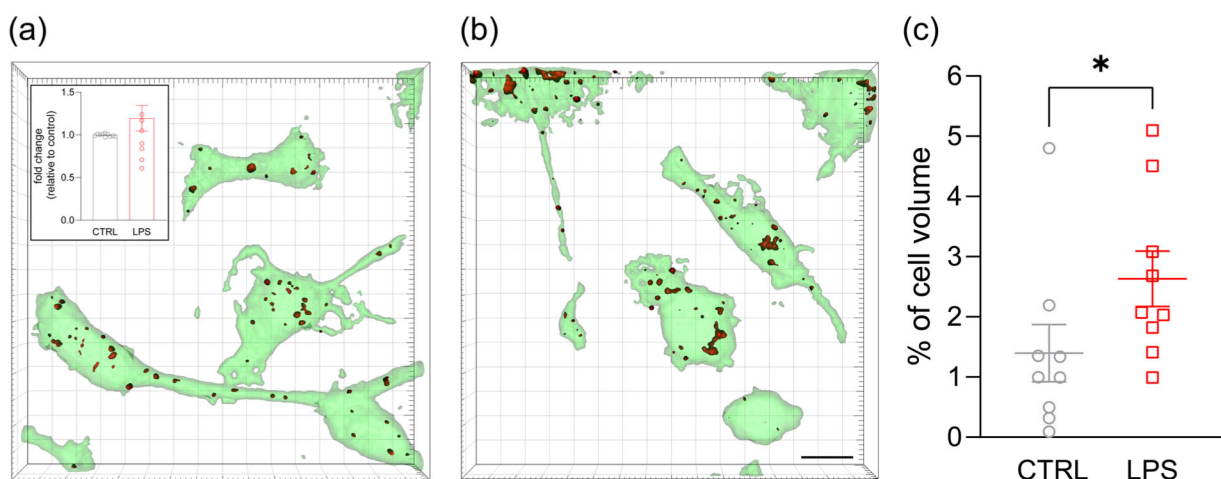 (a)
(b)
(c)
1.5
1.0
0.5
0.0
fold change
(relative to control)
CTRL
LPS
% of cell volume
6
5
4
3
2
1
0
*
CTRL
LPS